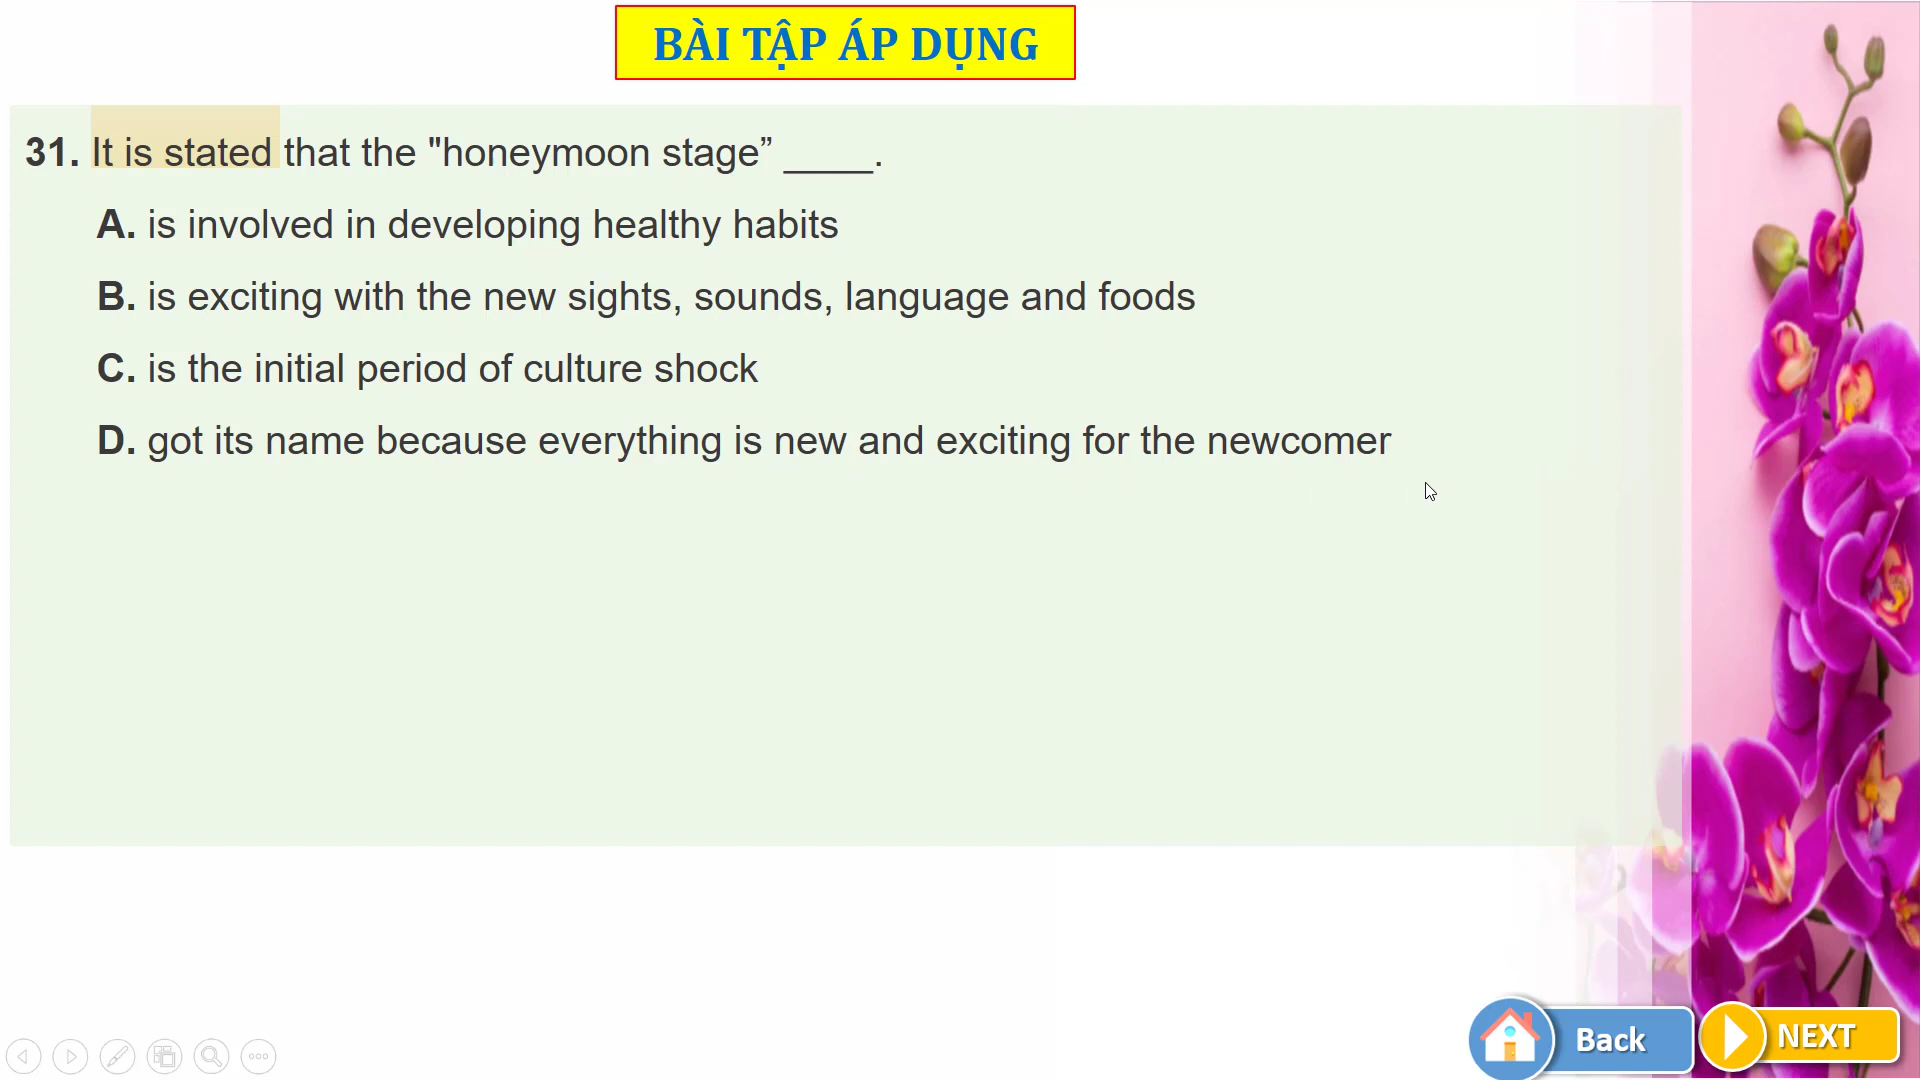 BÀI TẬP ÁP DỤNG
31. It is stated that the "honeymoon stage” ____.
A. is involved in developing healthy habits
B. is exciting with the new sights, sounds, language and foods
C. is the initial period of culture shock
D. got its name because everything is new and exciting for the newcomer
Back
NEXT